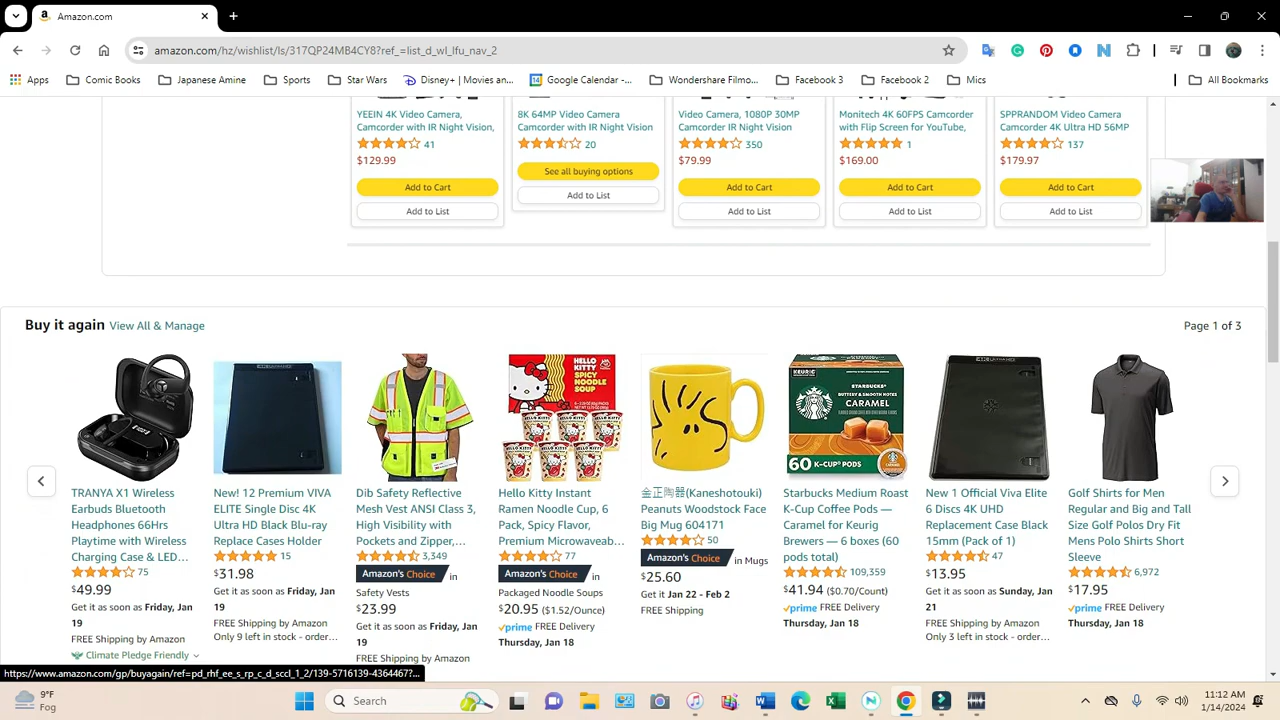 Amazon.com
amazon.com/hz/wishlist/ls/317QP24MB4CY8?ref_=list_d_wl_lfu_nav_2
Apps
Comic Books
Japanese Amine
Sports
Star Wars
Disney+ | Movies an...
Google Calendar -...
Wondershare Filmo...
Facebook 3
Facebook 2
Mics
All Bookmarks
YEEIN 4K Video Camera,
Camcorder with IR Night Vision,
41
$129.99
Add to Cart
Add to List
8K 64MP Video Camera
Camcorder with IR Night Vision
20
See all buying options
Add to List
Video Camera, 1080P 30MP
Camcorder IR Night Vision
350
$79.99
Add to Cart
Add to List
Monitech 4K 60FPS Camcorder
with Flip Screen for YouTube,
1
$169.00
Add to Cart
Add to List
SPPRANDOM Video Camera
Camcorder 4K Ultra HD 56MP
137
$179.97
Add to Cart
Add to List
Buy it again View All & Manage
Page 1 of 3
TRANYA X1 Wireless
Earbuds Bluetooth
Headphones 66Hrs
Playtime with Wireless
Charging Case & LED...
75
$49.99
Get it as soon as Friday, Jan
19
FREE Shipping by Amazon
Climate Pledge Friendly
New! 12 Premium VIVA
ELITE Single Disc 4K
Ultra HD Black Blu-ray
Replace Cases Holder
15
$31.98
Get it as soon as Friday, Jan
19
FREE Shipping by Amazon
Only 9 left in stock - order...
Dib Safety Reflective
Mesh Vest ANSI Class 3,
High Visibility with
Pockets and Zipper,...
3,349
Amazon's Choice in
Safety Vests
$23.99
Get it as soon as Friday, Jan
19
FREE Shipping by Amazon
HELLO KITTY
SPICY
NOODLE
SOUP
Hello Kitty Instant
Ramen Noodle Cup, 6
Pack, Spicy Flavor,
Premium Microwaveab...
77
Amazon's Choice in
Packaged Noodle Soups
$20.95 ($1.52/Ounce)
prime FREE Delivery
Thursday, Jan 18
金正陶器(Kaneshotouki)
Peanuts Woodstock Face
Big Mug 604171
50
Amazon's Choice in Mugs
$25.60
Get it Jan 22 - Feb 2
FREE Shipping
KEURIG
STARBUCKS
BUTTERY & SMOOTH NOTES
CARAMEL
60 K-CUP PODS
Starbucks Medium Roast
K-Cup Coffee Pods —
Caramel for Keurig
Brewers — 6 boxes (60
pods total)
109,359
$41.94 ($0.70/Count)
prime FREE Delivery
Thursday, Jan 18
New 1 Official Viva Elite
6 Discs 4K UHD
Replacement Case Black
15mm (Pack of 1)
47
$13.95
Get it as soon as Sunday, Jan
21
FREE Shipping by Amazon
Only 3 left in stock - order...
Golf Shirts for Men
Regular and Big and Tall
Size Golf Polos Dry Fit
Mens Polo Shirts Short
Sleeve
6,972
$17.95
prime FREE Delivery
Thursday, Jan 18
https://www.amazon.com/gp/buyagain/ref=pd_rhf_ee_s_rp_c_d_sccl_1_2/139-5716139-4364467?...
9°F
Fog
Search
11:12 AM
1/14/2024